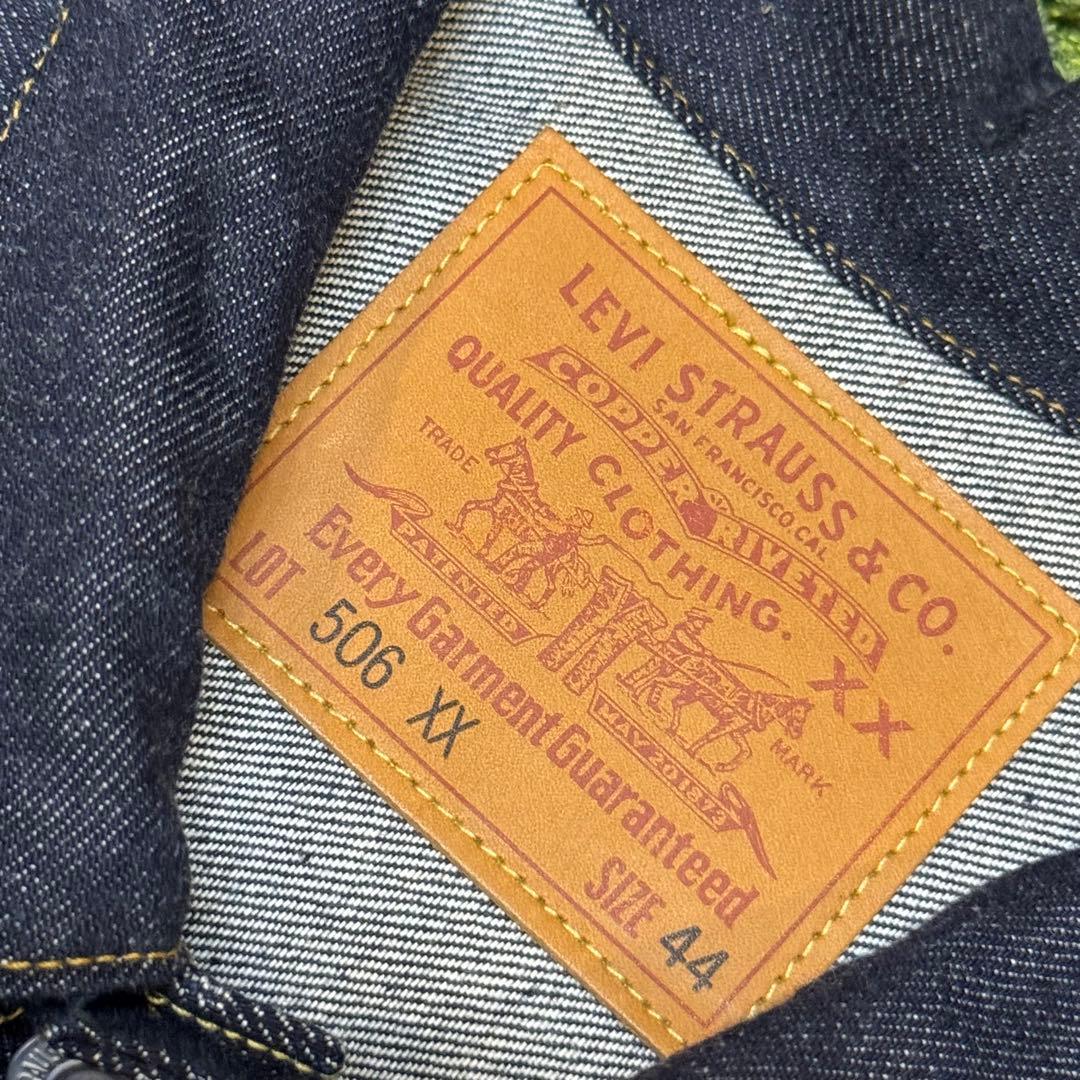 LEVI STRAUSS & CO.
SAN FRANCISCO, CAL.
COPPER RIVETED
QUALITY CLOTHING. XX
TRADE MARK
PATENTED MAY 20 1873
Every Garment Guaranteed
LOT 506 XX
SIZE 44